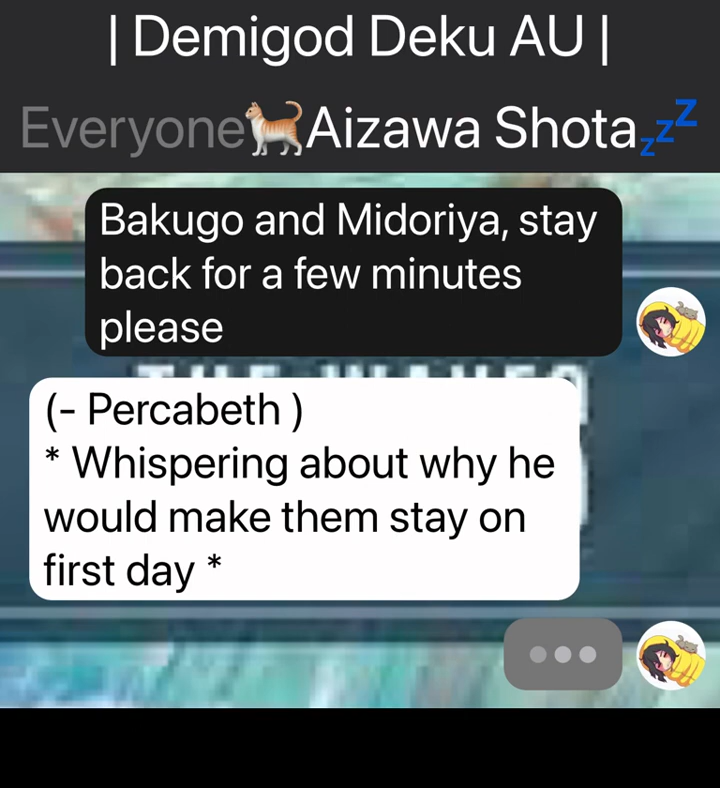 | Demigod Deku AU |
Everyone🐈Aizawa Shota💤
Bakugo and Midoriya, stay
back for a few minutes
please
(- Percabeth )
* Whispering about why he
would make them stay on
first day *